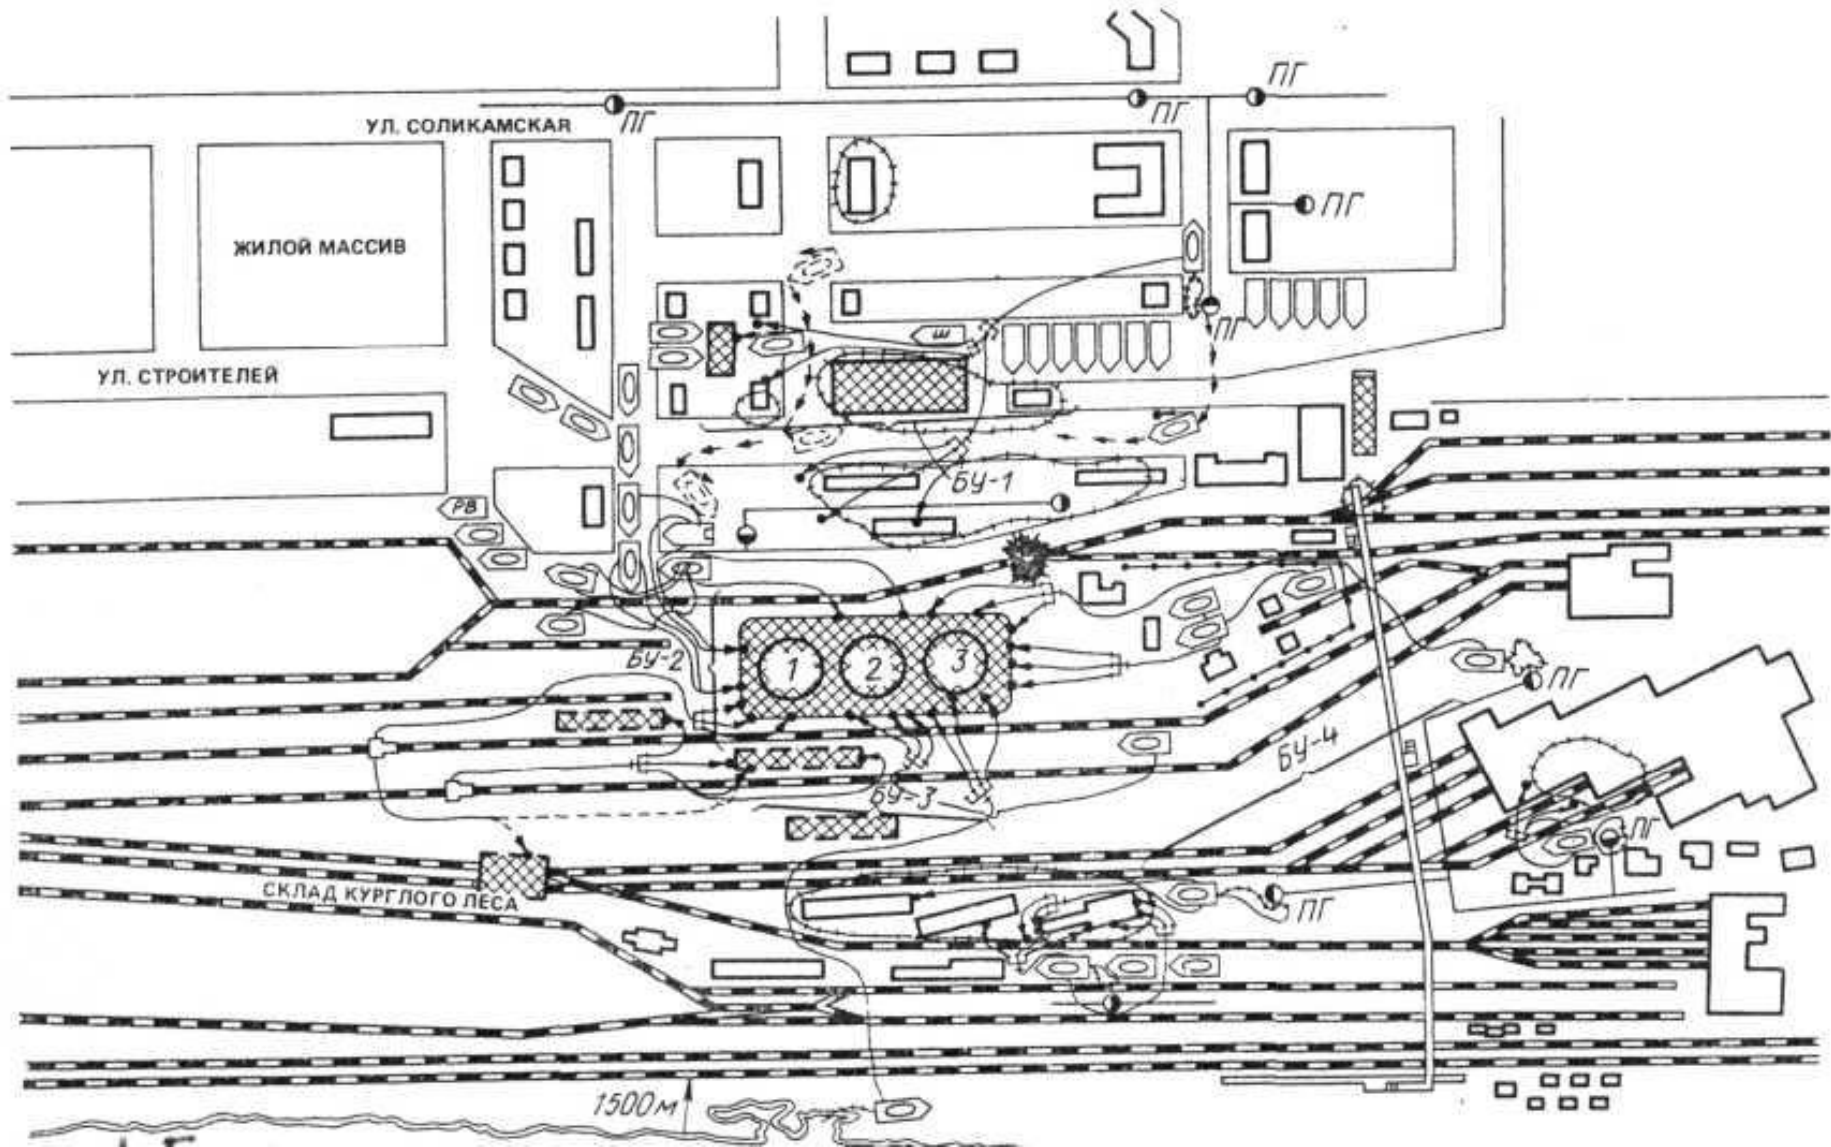 ПГ
ПГ
ПГ
УЛ. СОЛИКАМСКАЯ
ПГ
ЖИЛОЙ МАССИВ
ПГ
Ш
УЛ. СТРОИТЕЛЕЙ
БУ-1
РВ
БУ-2
1
2
3
ПГ
БУ-4
БУ-3
ПГ
СКЛАД КУРГЛОГО ЛЕСА
ПГ
1500 м